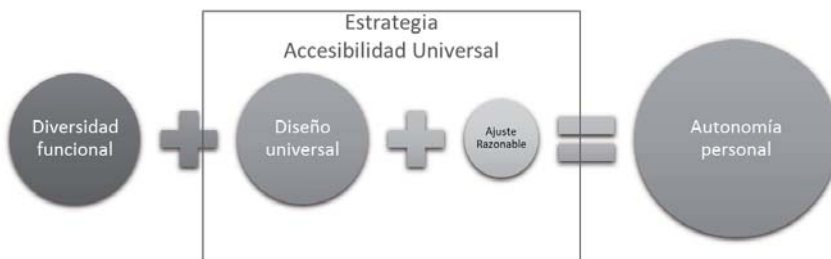 Estrategia
Accesibilidad Universal
Diversidad
funcional
Diseño
universal
Ajuste
Razonable
Autonomía
personal